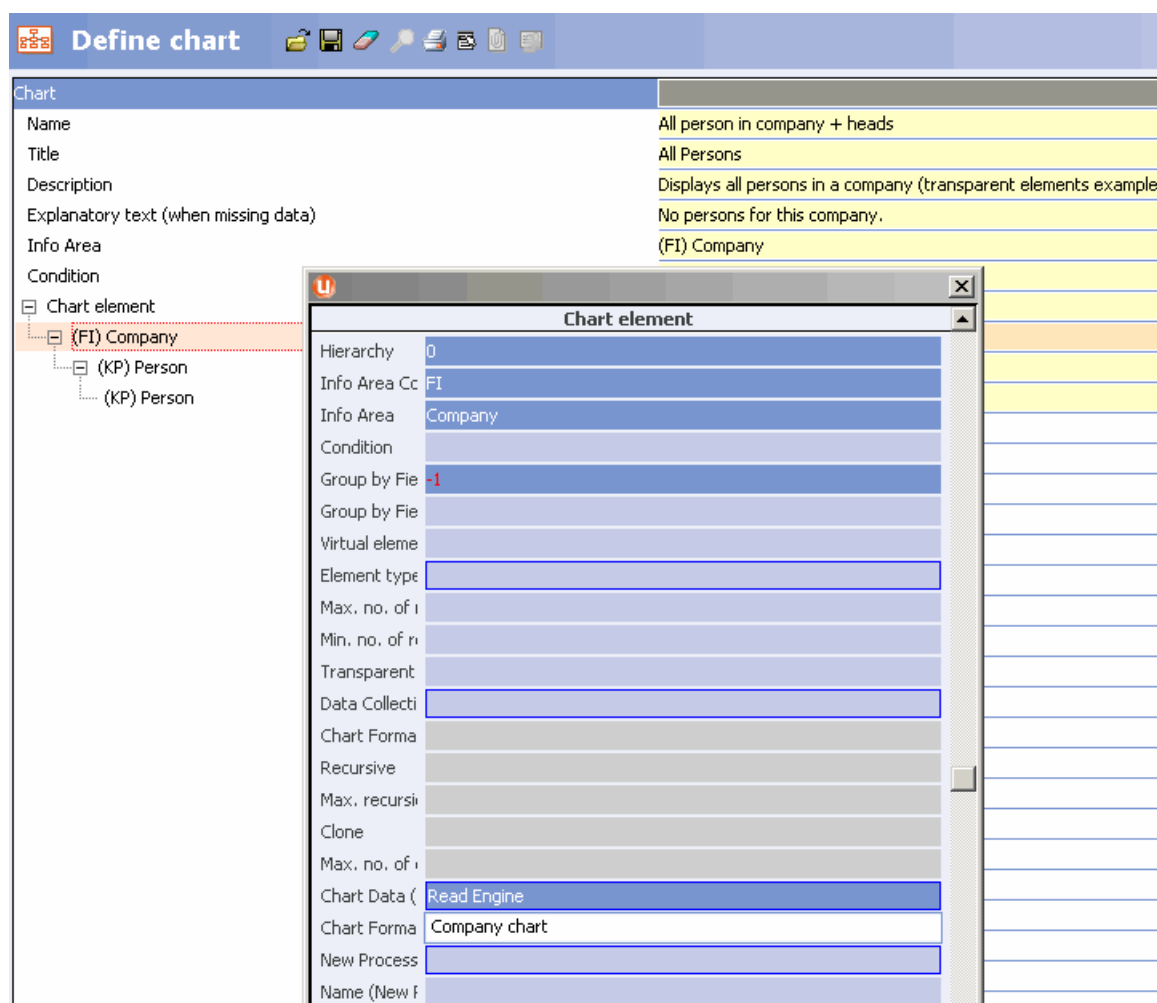 Define chart
Chart
Name All person in company + heads
Title All Persons
Description Displays all persons in a company (transparent elements example
Explanatory text (when missing data) No persons for this company.
Info Area (FI) Company
Condition
Chart element
(FI) Company
(KP) Person
(KP) Person
u
Chart element
Hierarchy 0
Info Area Co FI
Info Area Company
Condition
Group by Fie -1
Group by Fie
Virtual eleme
Element type
Max. no. of
Min. no. of re
Transparent
Data Collecti
Chart Forma
Recursive
Max. recursi
Clone
Max. no. of
Chart Data ( Read Engine
Chart Forma Company chart
New Process
Name (New F